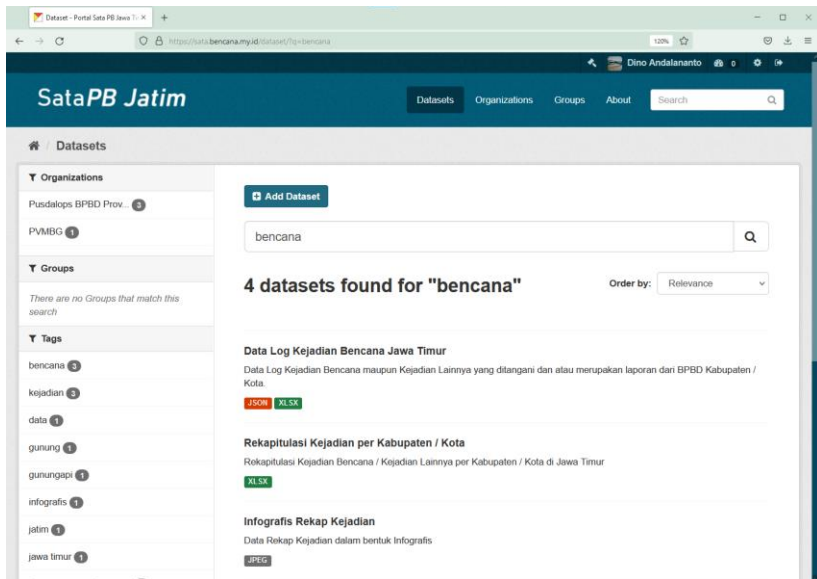 Dataset - Portal Sata PB Jawa Ti
https://sata.bencana.my.id/dataset/?q=bencana
120%
Dino Andalananto 0
SataPB Jatim
Datasets Organizations Groups About Search
/ Datasets
Organizations
Pusdalops BPBD Prov... 3
PVMBG 1
Groups
There are no Groups that match this
search
Tags
bencana 3
kejadian 3
data 1
gunung 1
gunungapi 1
infografis 1
jatim 1
jawa timur 1
Add Dataset
bencana
4 datasets found for "bencana"
Order by: Relevance
Data Log Kejadian Bencana Jawa Timur
Data Log Kejadian Bencana maupun Kejadian Lainnya yang ditangani dan atau merupakan laporan dari BPBD Kabupaten /
Kota.
JSON XLSX
Rekapitulasi Kejadian per Kabupaten / Kota
Rekapitulasi Kejadian Bencana / Kejadian Lainnya per Kabupaten / Kota di Jawa Timur
XLSX
Infografis Rekap Kejadian
Data Rekap Kejadian dalam bentuk Infografis
JPEG